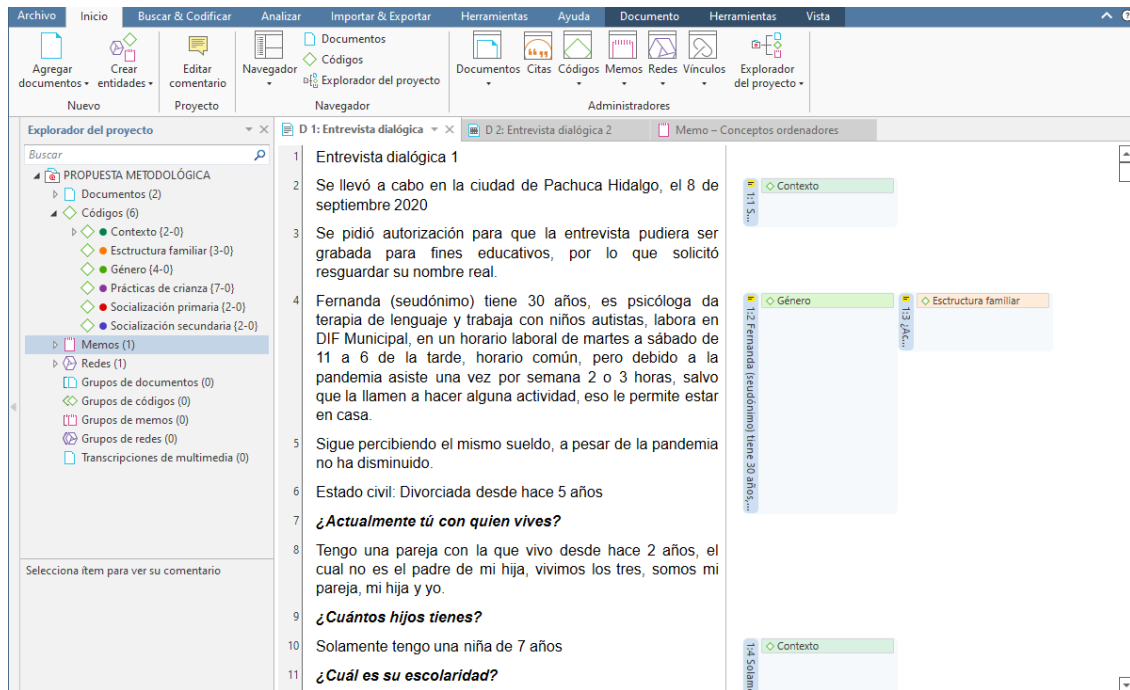 Archivo Inicio Buscar & Codificar Analizar Importar & Exportar Herramientas Ayuda Documento Herramientas Vista
Agregar documentos
Crear entidades
Nuevo
Editar comentario
Proyecto
Navegador
Documentos
Códigos
Explorador del proyecto
Navegador
Documentos Citas Códigos Memos Redes Vínculos Explorador del proyecto
Administradores
Explorador del proyecto
Buscar
PROPUESTA METODOLÓGICA
Documentos (2)
Códigos (6)
Contexto {2-0}
Esctructura familiar {3-0}
Género {4-0}
Prácticas de crianza {7-0}
Socialización primaria {2-0}
Socialización secundaria {2-0}
Memos (1)
Redes (1)
Grupos de documentos (0)
Grupos de códigos (0)
Grupos de memos (0)
Grupos de redes (0)
Transcripciones de multimedia (0)
Selecciona ítem para ver su comentario
D 1: Entrevista dialógica
D 2: Entrevista dialógica 2
Memo – Conceptos ordenadores
1 Entrevista dialógica 1
2 Se llevó a cabo en la ciudad de Pachuca Hidalgo, el 8 de
septiembre 2020
3 Se pidió autorización para que la entrevista pudiera ser
grabada para fines educativos, por lo que solicitó
resguardar su nombre real.
4 Fernanda (seudónimo) tiene 30 años, es psicóloga da
terapia de lenguaje y trabaja con niños autistas, labora en
DIF Municipal, en un horario laboral de martes a sábado de
11 a 6 de la tarde, horario común, pero debido a la
pandemia asiste una vez por semana 2 o 3 horas, salvo
que la llamen a hacer alguna actividad, eso le permite estar
en casa.
5 Sigue percibiendo el mismo sueldo, a pesar de la pandemia
no ha disminuido.
6 Estado civil: Divorciada desde hace 5 años
7 ¿Actualmente tú con quien vives?
8 Tengo una pareja con la que vivo desde hace 2 años, el
cual no es el padre de mi hija, vivimos los tres, somos mi
pareja, mi hija y yo.
9 ¿Cuántos hijos tienes?
10 Solamente tengo una niña de 7 años
11 ¿Cuál es su escolaridad?
1:1 S...
Contexto
1:2 Fernanda (seudónimo) tiene 30 años,...
Género
1:3 ¿Ac...
Esctructura familiar
1:4 Solam
Contexto